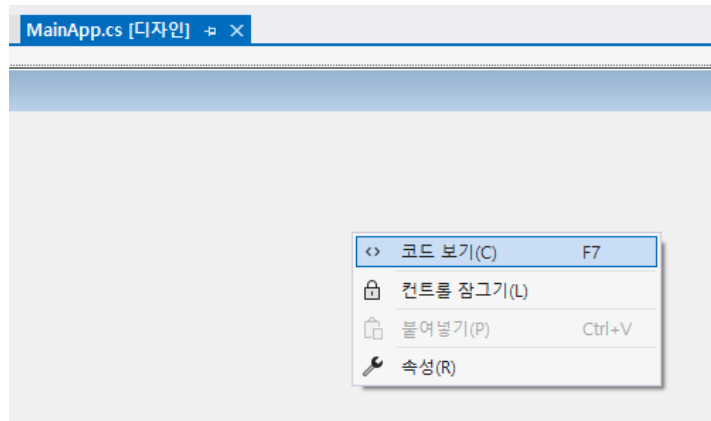 MainApp.cs [디자인]
코드 보기(C) F7
컨트롤 잠그기(L)
붙여넣기(P) Ctrl+V
속성(R)